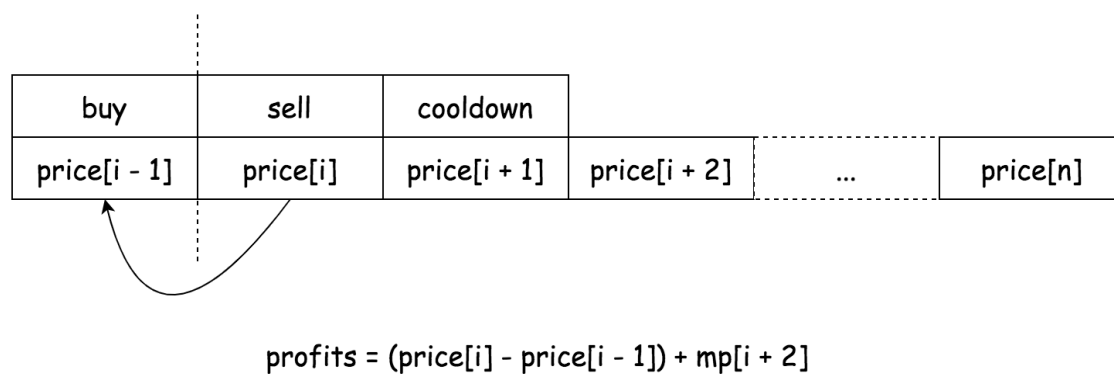 buy sell cooldown
price[i - 1] price[i] price[i + 1] price[i + 2] ... price[n]
profits = (price[i] - price[i - 1]) + mp[i + 2]